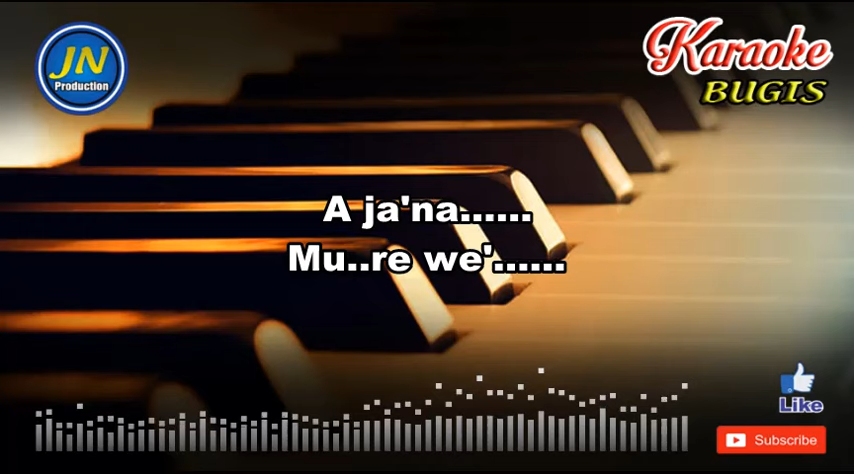 JN
Production
Karaoke
BUGIS
A ja'na......
Mu..re we'......
Like
Subscribe